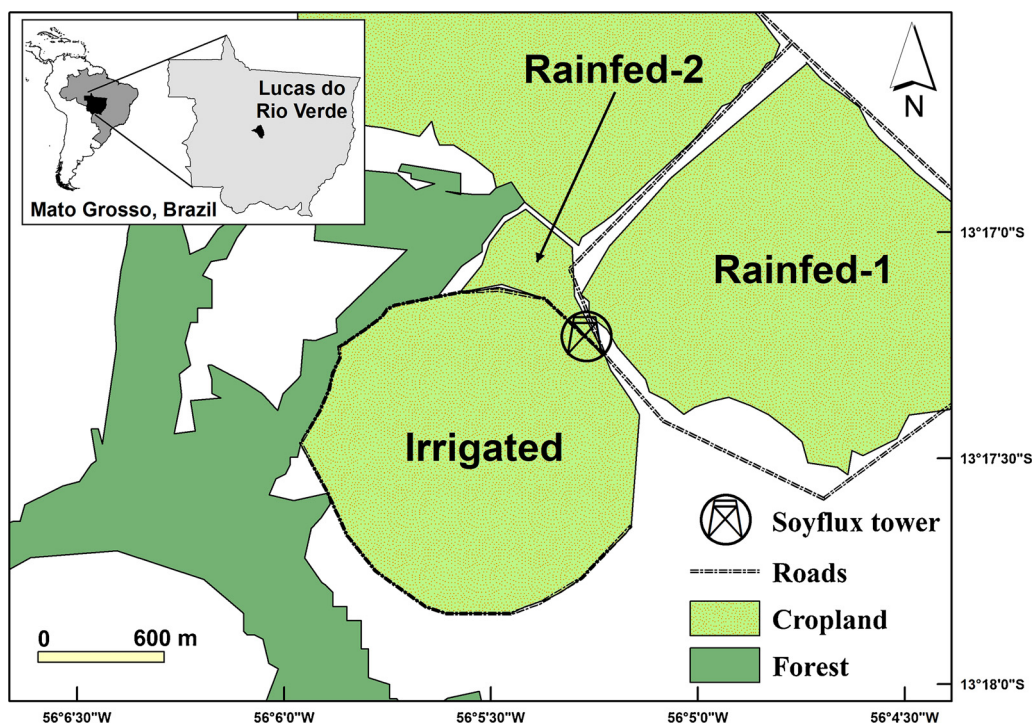 Lucas do
Rio Verde
Mato Grosso, Brazil
Rainfed-2
N
13°17'0"S
Rainfed-1
Irrigated
13°17'30"S
Soyflux tower
Roads
Cropland
Forest
0 600 m
13°18'0"S
56°6'30"W 56°6'0"W 56°5'30"W 56°5'0"W 56°4'30"W